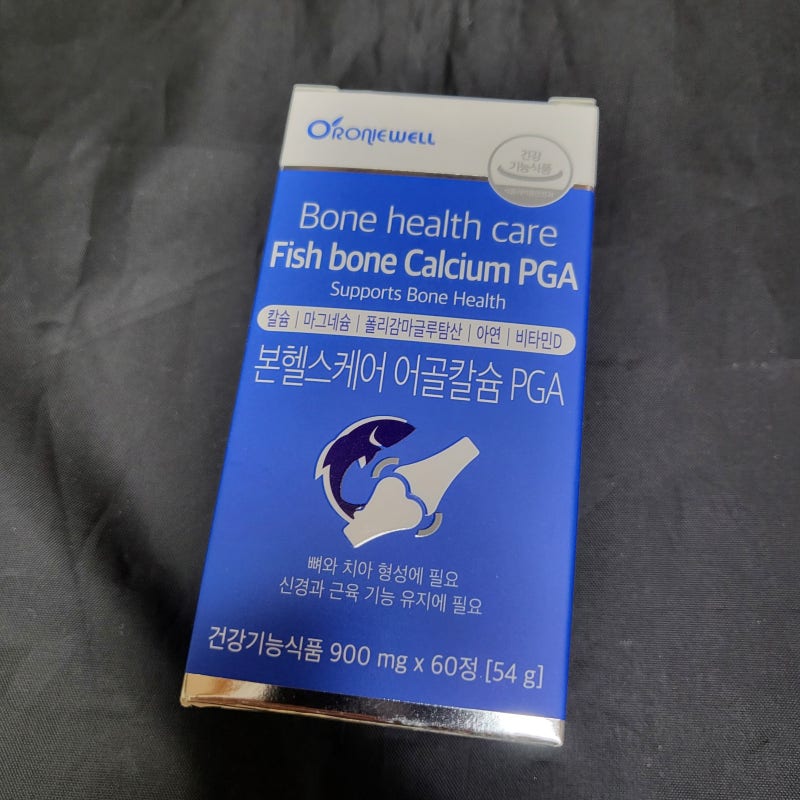 O'RONIEWELL
건강
기능식품
Bone health care
Fish bone Calcium PGA
Supports Bone Health
칼슘 | 마그네슘 | 폴리감마글루탐산 | 아연 | 비타민D
본헬스케어 어골칼슘 PGA
뼈와 치아 형성에 필요
신경과 근육 기능 유지에 필요
건강기능식품 900 mg x 60정 [54 g]